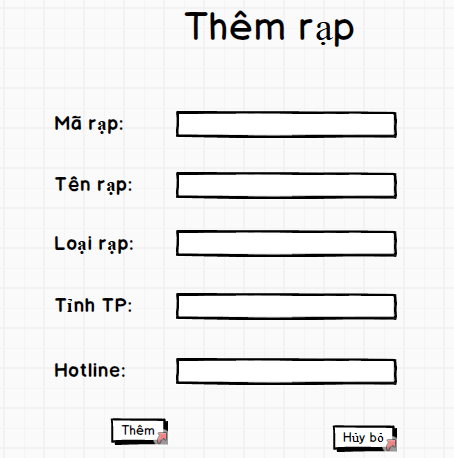 Thêm rạp
Mã rạp:
Tên rạp:
Loại rạp:
Tỉnh TP:
Hotline:
Thêm
Hủy bỏ